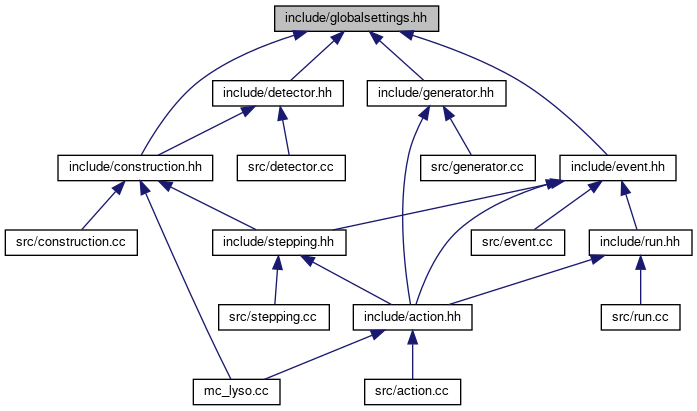 include/globalsettings.hh
include/detector.hh
include/generator.hh
include/construction.hh
src/detector.cc
src/generator.cc
include/event.hh
src/construction.cc
include/stepping.hh
src/event.cc
include/run.hh
src/stepping.cc
include/action.hh
src/run.cc
mc_lyso.cc
src/action.cc